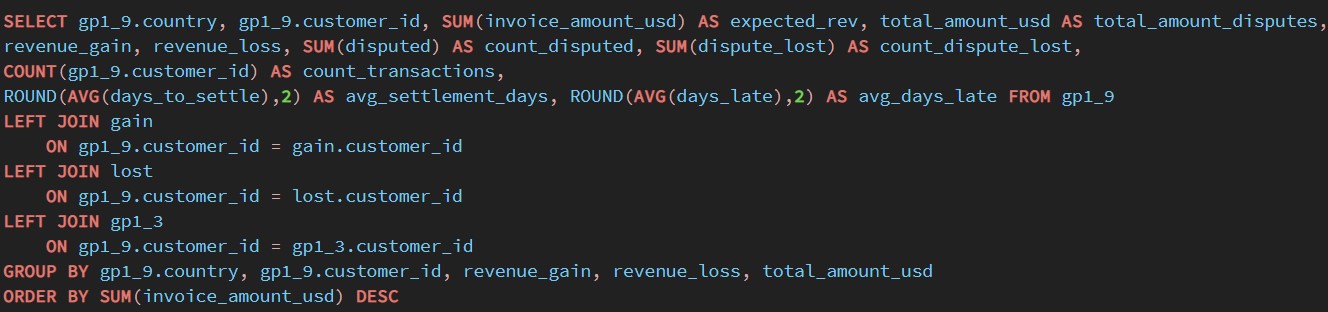 SELECT gp1_9.country, gp1_9.customer_id, SUM(invoice_amount_usd) AS expected_rev, total_amount_usd AS total_amount_disputes,
revenue_gain, revenue_loss, SUM(disputed) AS count_disputed, SUM(dispute_lost) AS count_dispute_lost,
COUNT(gp1_9.customer_id) AS count_transactions,
ROUND(AVG(days_to_settle),2) AS avg_settlement_days, ROUND(AVG(days_late),2) AS avg_days_late FROM gp1_9
LEFT JOIN gain
    ON gp1_9.customer_id = gain.customer_id
LEFT JOIN lost
    ON gp1_9.customer_id = lost.customer_id
LEFT JOIN gp1_3
    ON gp1_9.customer_id = gp1_3.customer_id
GROUP BY gp1_9.country, gp1_9.customer_id, revenue_gain, revenue_loss, total_amount_usd
ORDER BY SUM(invoice_amount_usd) DESC